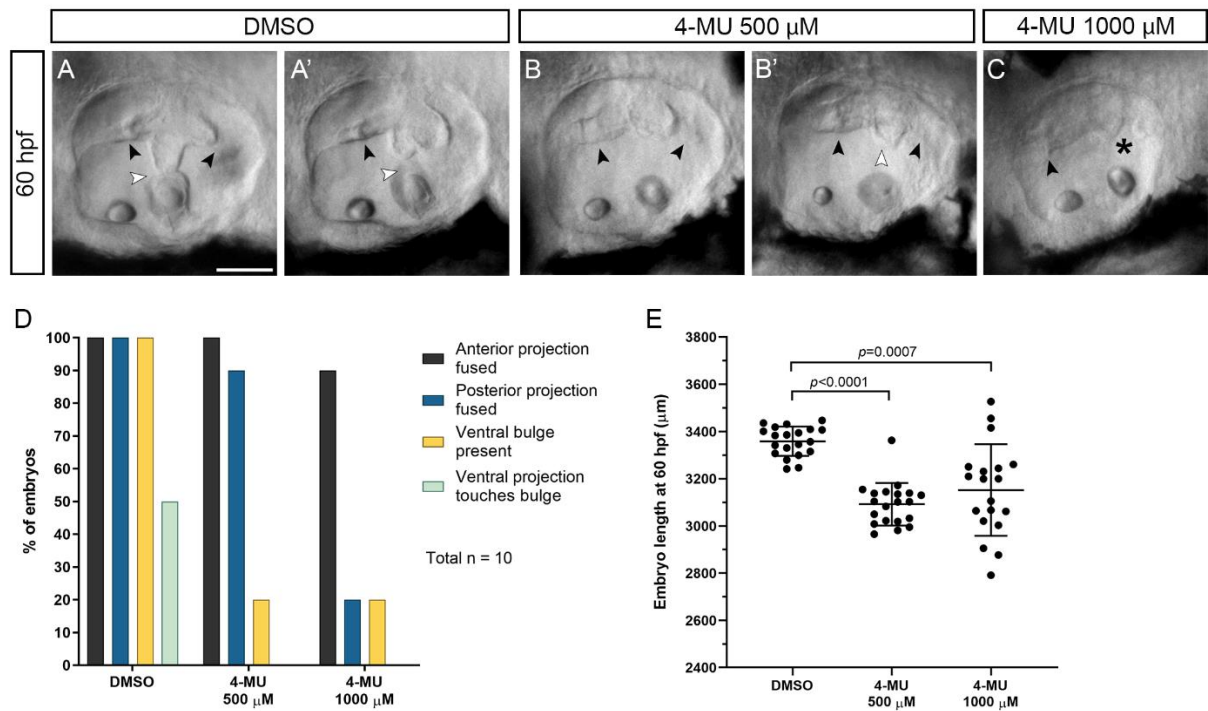 DMSO
4-MU 500 μM
4-MU 1000 μM
60 hpf
A
A'
B
B'
C
*
D
% of embryos
100
90
80
70
60
50
40
30
20
10
0
DMSO
4-MU
500 μM
4-MU
1000 μM
Anterior projection
fused
Posterior projection
fused
Ventral bulge
present
Ventral projection
touches bulge
Total n = 10
E
Embryo length at 60 hpf (μm)
3800
3600
3400
3200
3000
2800
2600
2400
p=0.0007
p<0.0001
DMSO
4-MU
500 μM
4-MU
1000 μM